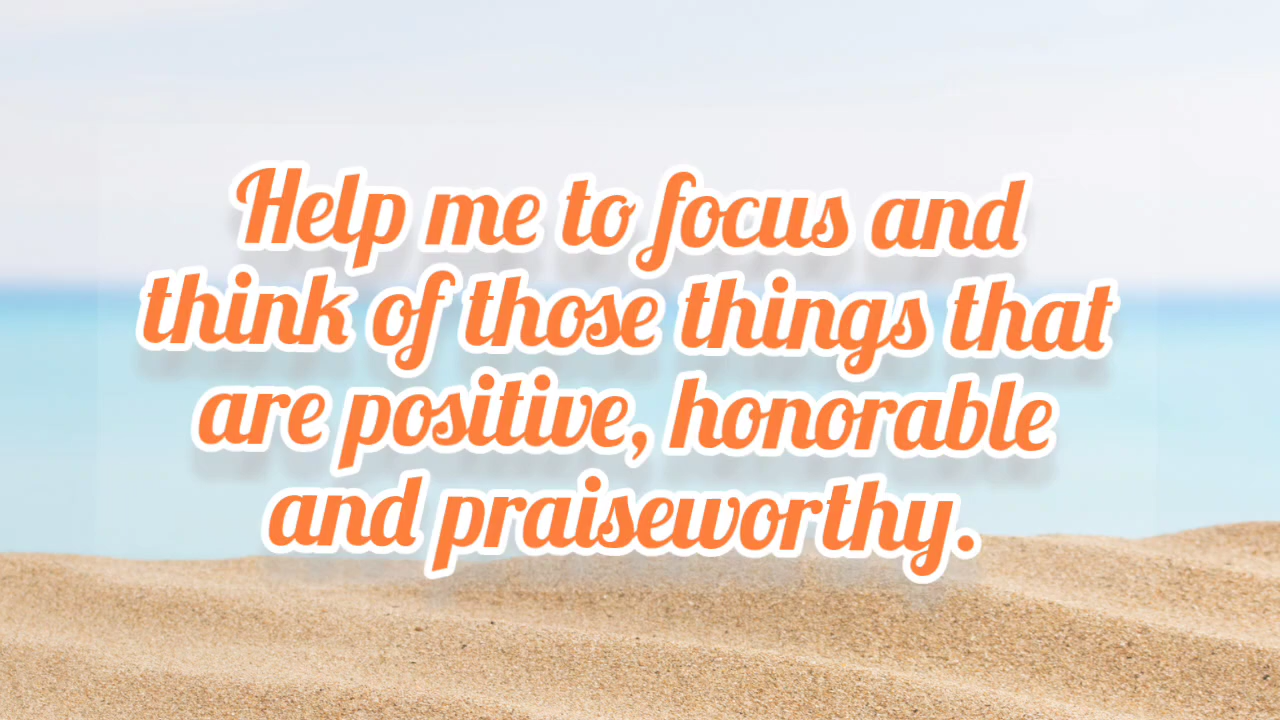 Help me to focus and
think of those things that
are positive, honorable
and praiseworthy.